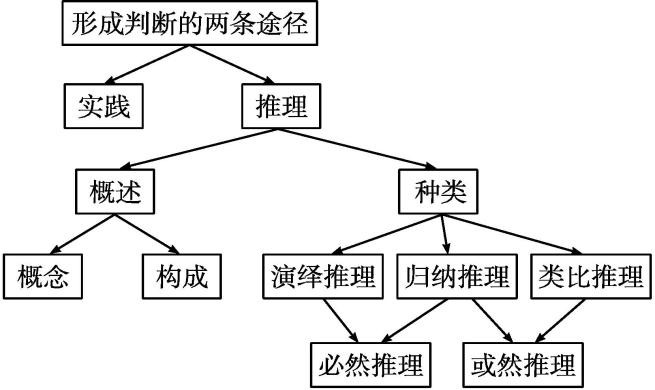 形成判断的两条途径
实践
推理
概述
种类
概念
构成
演绎推理
归纳推理
类比推理
必然推理
或然推理